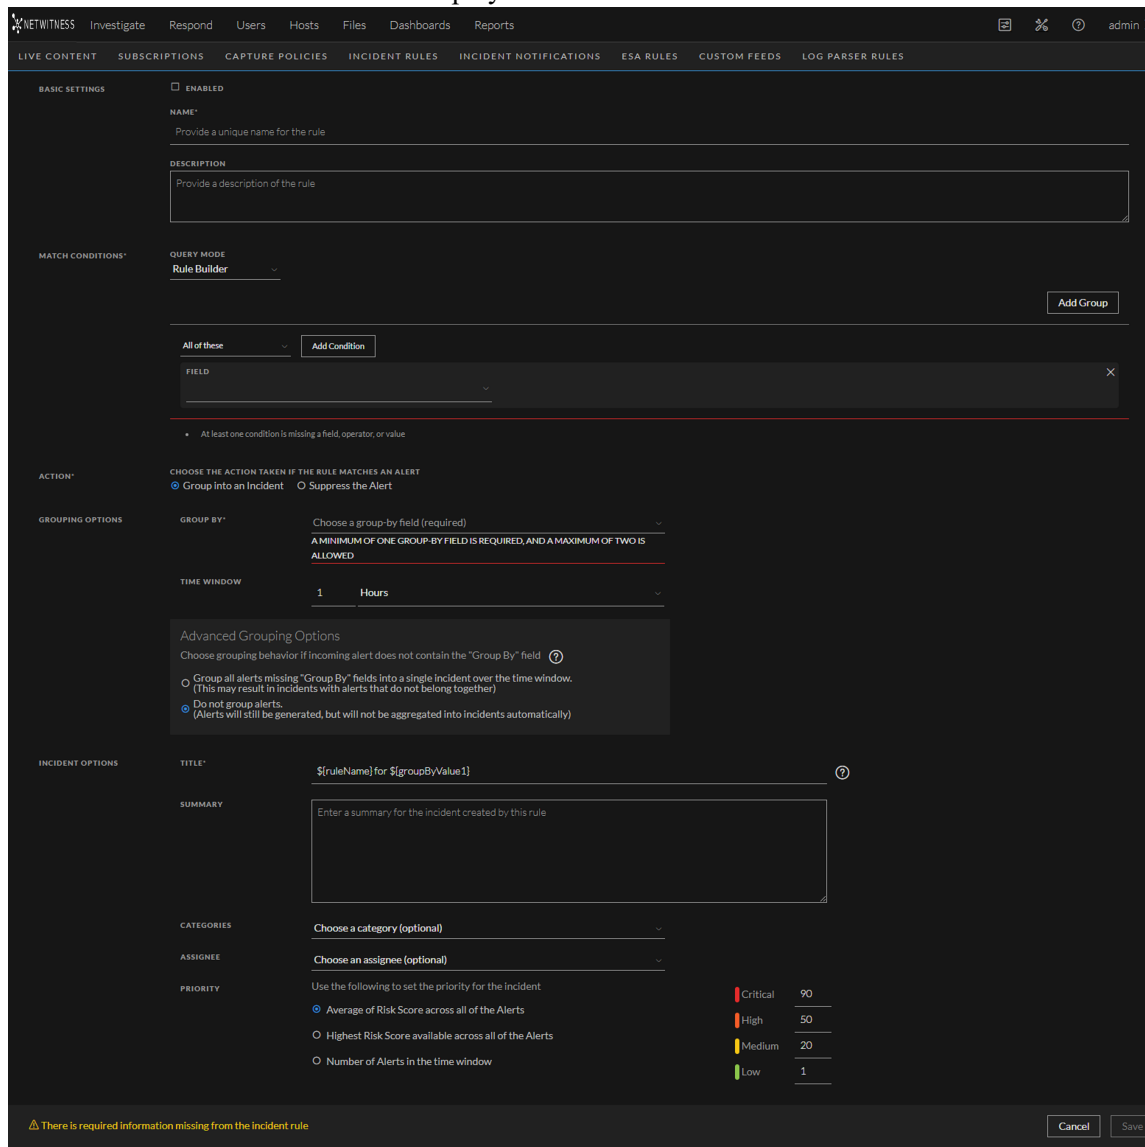 NETWITNESS Investigate Respond Users Hosts Files Dashboards Reports admin
LIVE CONTENT SUBSCRIPTIONS CAPTURE POLICIES INCIDENT RULES INCIDENT NOTIFICATIONS ESA RULES CUSTOM FEEDS LOG PARSER RULES
BASIC SETTINGS ENABLED
NAME*
Provide a unique name for the rule
DESCRIPTION
Provide a description of the rule
MATCH CONDITIONS* QUERY MODE
Rule Builder
Add Group
All of these Add Condition
FIELD
• At least one condition is missing a field, operator, or value
ACTION* CHOOSE THE ACTION TAKEN IF THE RULE MATCHES AN ALERT
Group into an Incident Suppress the Alert
GROUPING OPTIONS GROUP BY* Choose a group-by field (required)
A MINIMUM OF ONE GROUP-BY FIELD IS REQUIRED, AND A MAXIMUM OF TWO IS
ALLOWED
TIME WINDOW 1 Hours
Advanced Grouping Options
Choose grouping behavior if incoming alert does not contain the "Group By" field ?
Group all alerts missing "Group By" fields into a single incident over the time window.
(This may result in incidents with alerts that do not belong together)
Do not group alerts.
(Alerts will still be generated, but will not be aggregated into incidents automatically)
INCIDENT OPTIONS TITLE* ${ruleName} for ${groupByValue1} ?
SUMMARY Enter a summary for the incident created by this rule
CATEGORIES Choose a category (optional)
ASSIGNEE Choose an assignee (optional)
PRIORITY Use the following to set the priority for the incident
Critical 90
Average of Risk Score across all of the Alerts
High 50
Highest Risk Score available across all of the Alerts
Medium 20
Number of Alerts in the time window
Low 1
There is required information missing from the incident rule Cancel Save